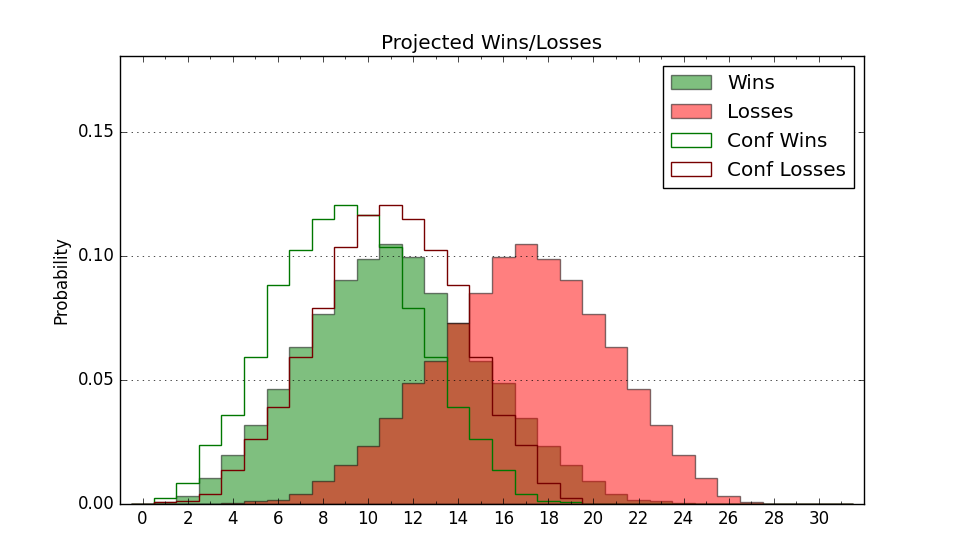 Projected Wins/Losses
Wins
Losses
Conf Wins
Conf Losses
Probability
0.15
0.10
0.05
0.00
0 2 4 6 8 10 12 14 16 18 20 22 24 26 28 30